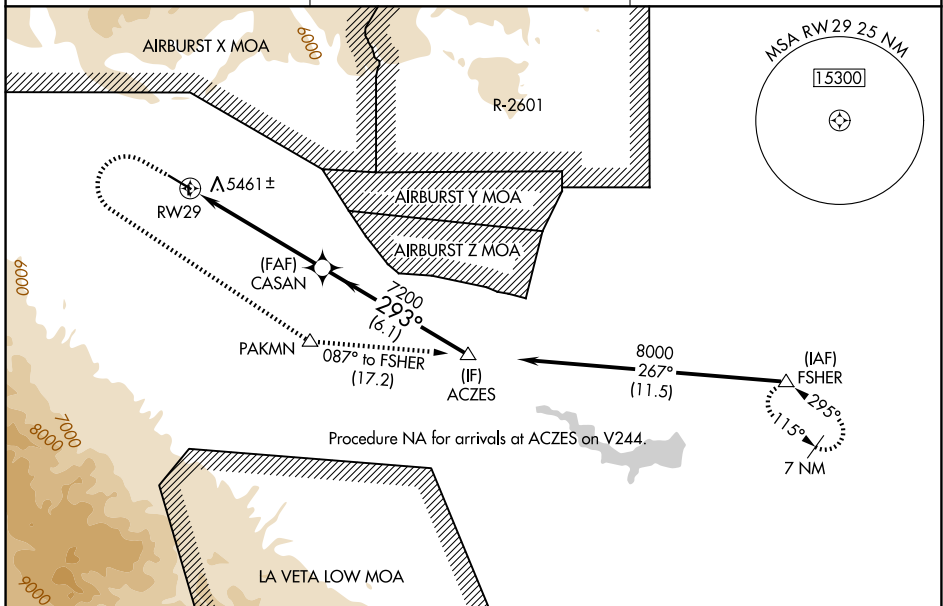 AIRBURST X MOA
6000
MSA RW29 25 NM
15300
R-2601
5461±
RW29
AIRBURST Y MOA
AIRBURST Z MOA
(FAF)
CASAN
6000
7200
293°
(6.1)
PAKMN
087° to FSHER
(17.2)
(IF)
ACZES
8000
267°
(11.5)
(IAF)
FSHER
295°
115°
7 NM
7000
8000
Procedure NA for arrivals at ACZES on V244.
LA VETA LOW MOA
9000